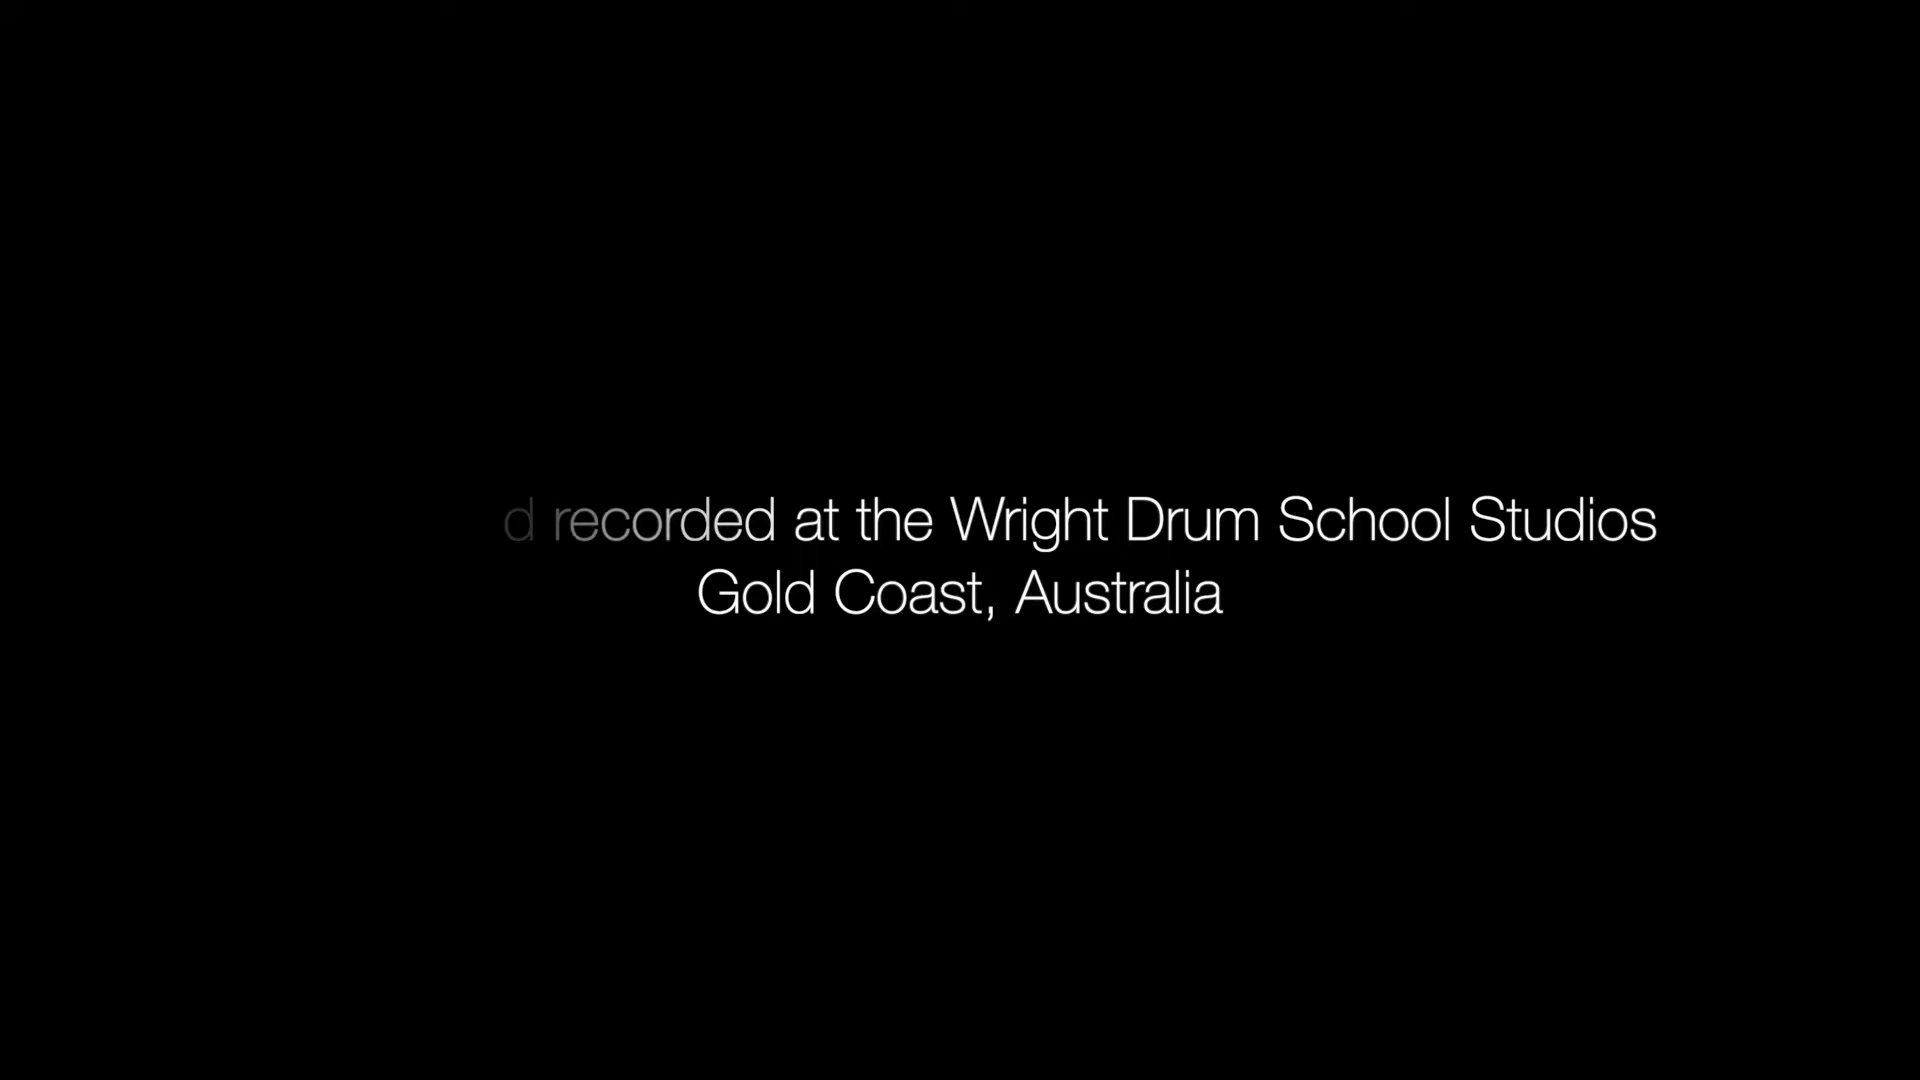 d recorded at the Wright Drum School Studios
Gold Coast, Australia